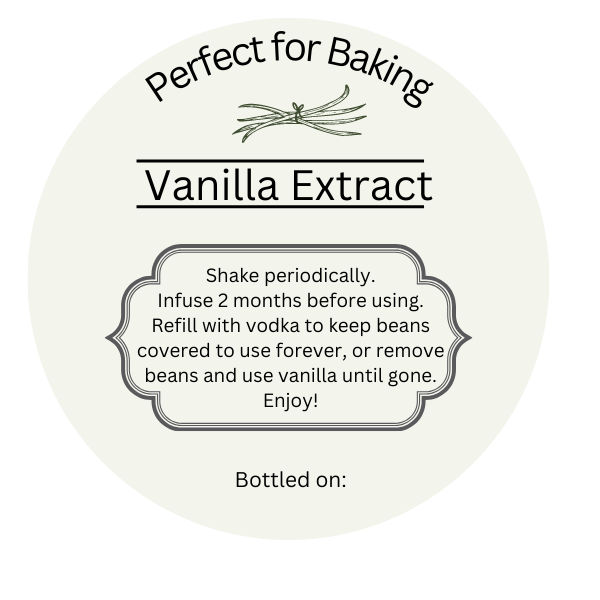 Perfect for Baking
Vanilla Extract
Shake periodically.
Infuse 2 months before using.
Refill with vodka to keep beans
covered to use forever, or remove
beans and use vanilla until gone.
Enjoy!
Bottled on: